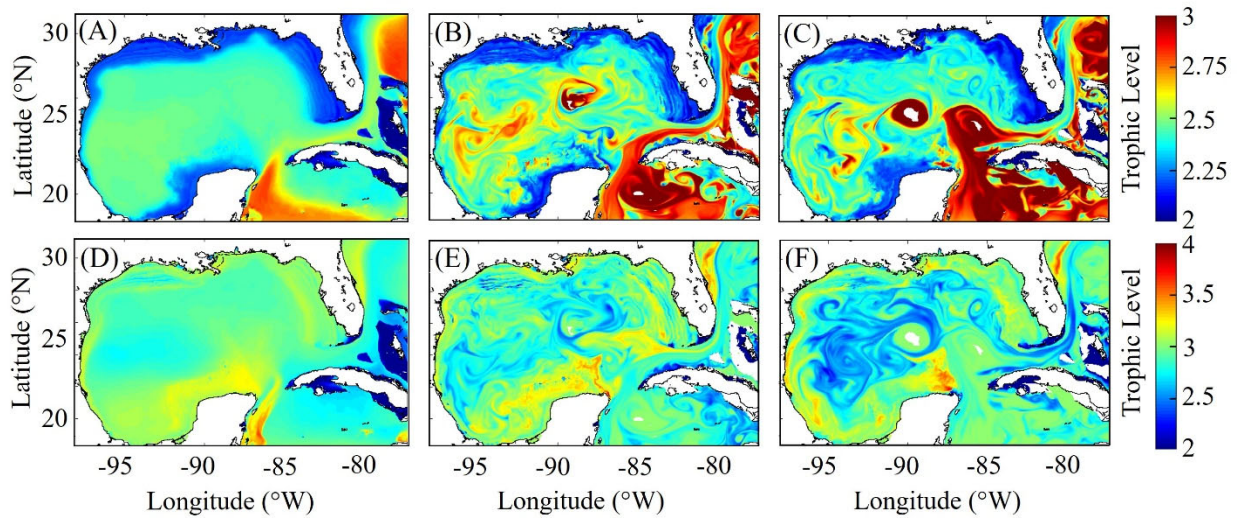 (A) (B) (C)
30
25
20
Latitude (°N)
3
2.75
2.5
2.25
2
Trophic Level
(D) (E) (F)
30
25
20
Latitude (°N)
4
3.5
3
2.5
2
Trophic Level
-95 -90 -85 -80 -95 -90 -85 -80 -95 -90 -85 -80
Longitude (°W) Longitude (°W) Longitude (°W)